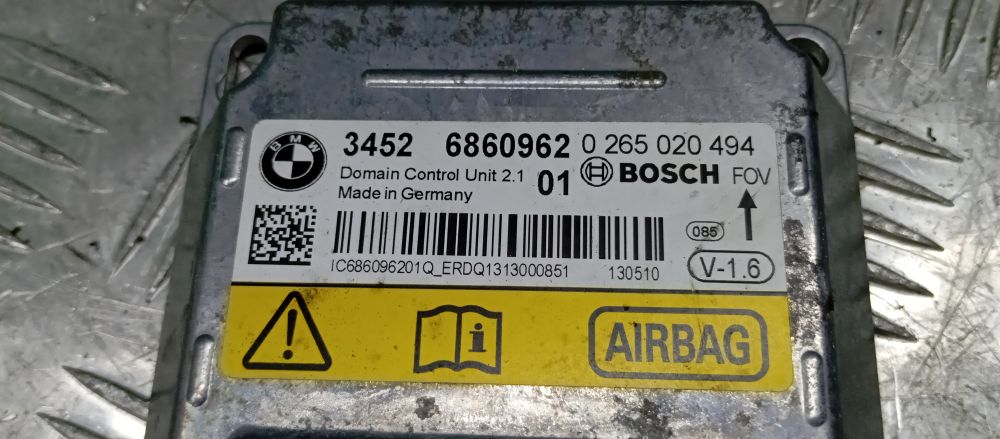 BMW
3452 6860962 0 265 020 494
Domain Control Unit 2.1 01 BOSCH FOV
Made in Germany
085
IC686096201Q_ERDQ1313000851 130510
V-1.6
i AIRBAG